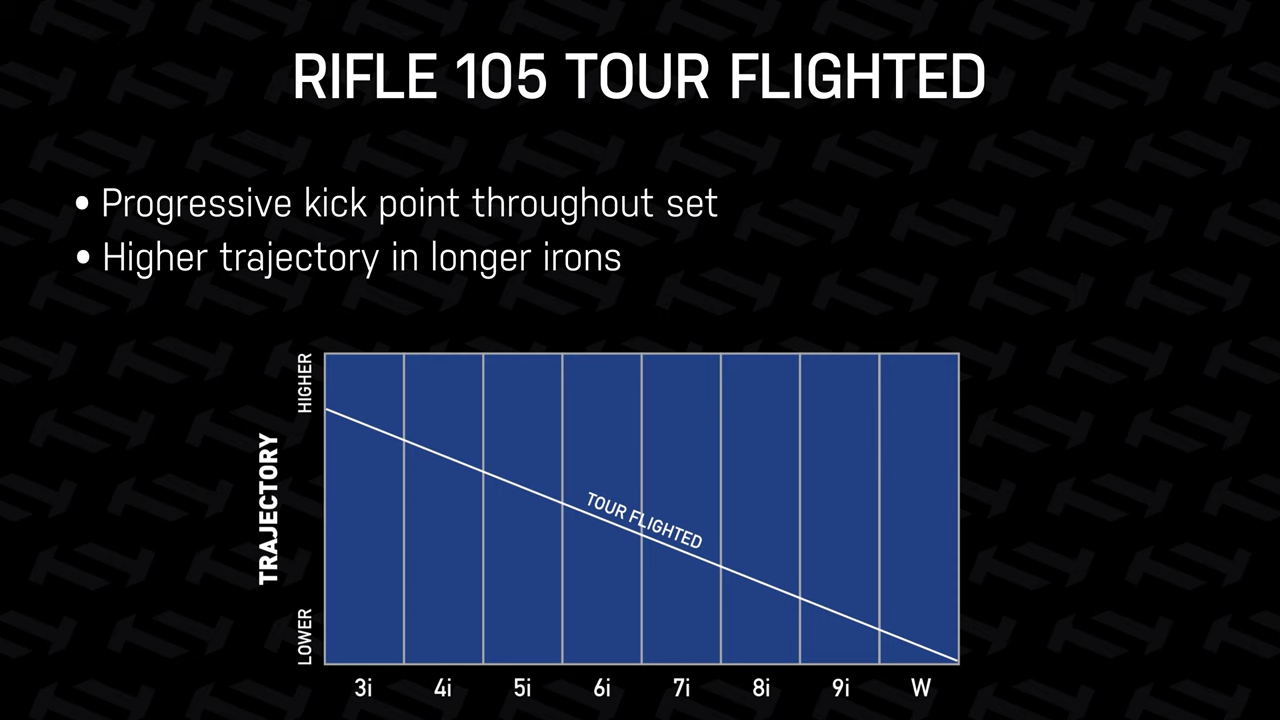 RIFLE 105 TOUR FLIGHTED
• Progressive kick point throughout set
• Higher trajectory in longer irons
HIGHER
TRAJECTORY
LOWER
TOUR FLIGHTED
3i 4i 5i 6i 7i 8i 9i W